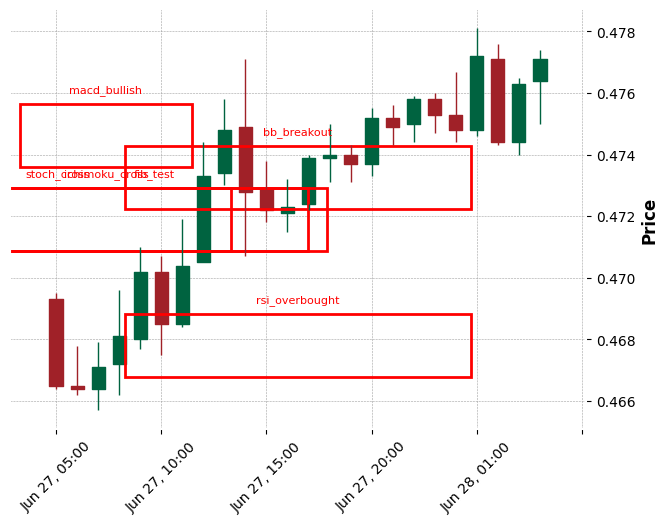 macd_bullish
bb_breakout
fib_test
rsi_overbought
0.478
0.476
0.474
0.472
0.470
0.468
0.466
Price
Jun 27, 05:00
Jun 27, 10:00
Jun 27, 15:00
Jun 27, 20:00
Jun 28, 01:00